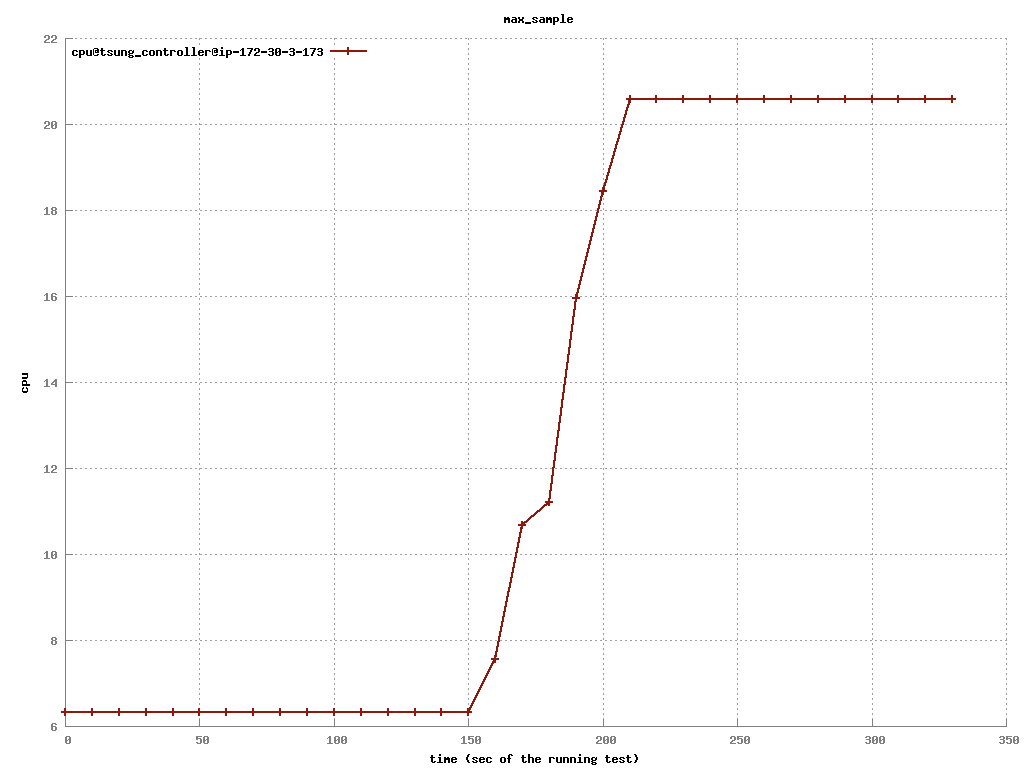 max_sample
cpu@tsung_controller@ip-172-30-3-173
22
20
18
16
14
12
10
8
6
cpu
0 50 100 150 200 250 300 350
time (sec of the running test)